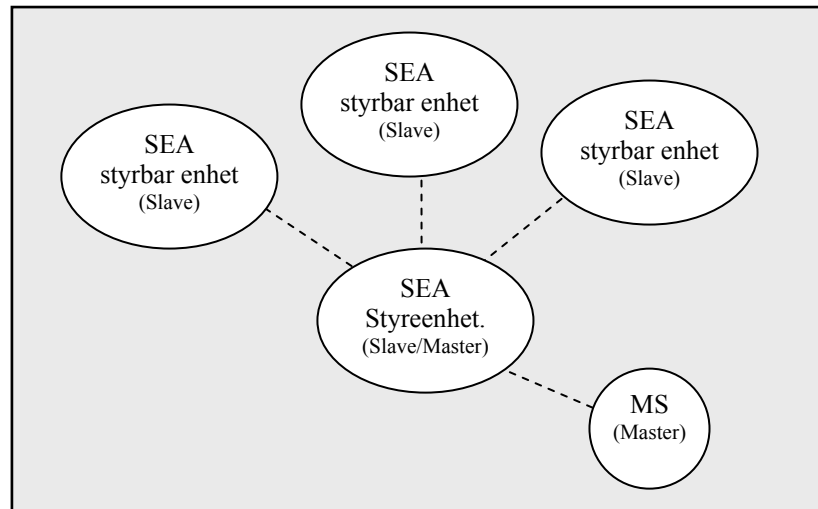 SEA
styrbar enhet
(Slave)
SEA
styrbar enhet
(Slave)
SEA
styrbar enhet
(Slave)
SEA
Styreenhet.
(Slave/Master)
MS
(Master)